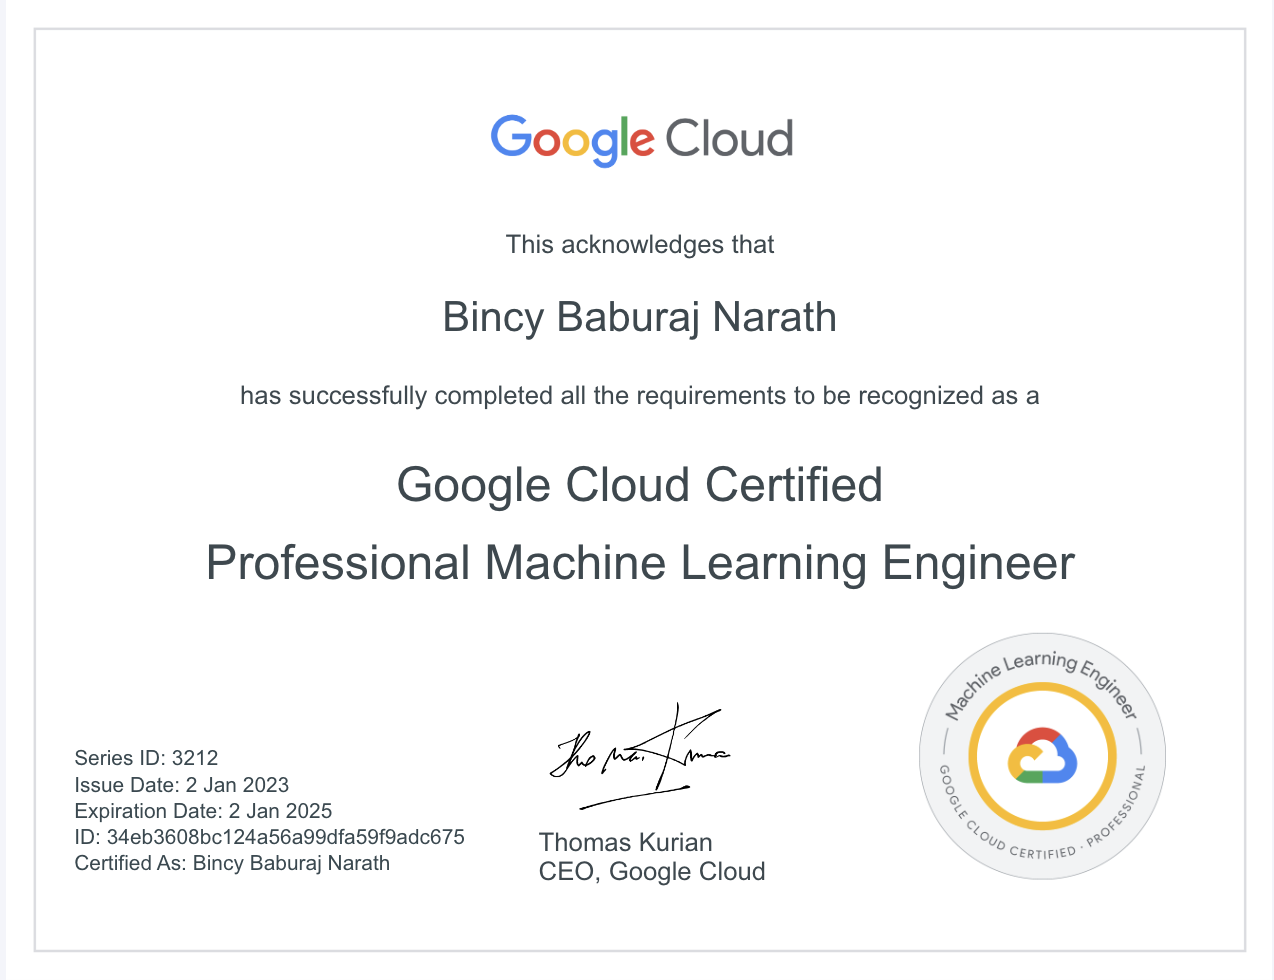 Google Cloud
This acknowledges that
Bincy Baburaj Narath
has successfully completed all the requirements to be recognized as a
Google Cloud Certified
Professional Machine Learning Engineer
Series ID: 3212
Issue Date: 2 Jan 2023
Expiration Date: 2 Jan 2025
ID: 34eb3608bc124a56a99dfa59f9adc675
Certified As: Bincy Baburaj Narath
Thomas Kurian
Thomas Kurian
CEO, Google Cloud
Machine Learning Engineer
GOOGLE CLOUD CERTIFIED · PROFESSIONAL